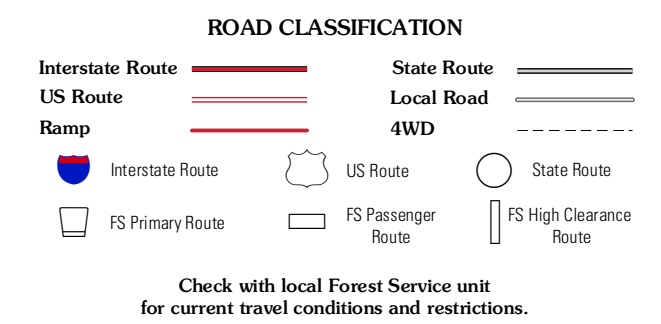 ROAD CLASSIFICATION
Interstate Route
State Route
US Route
Local Road
Ramp
4WD
Interstate Route
US Route
State Route
FS Primary Route
FS Passenger
Route
FS High Clearance
Route
Check with local Forest Service unit
for current travel conditions and restrictions.